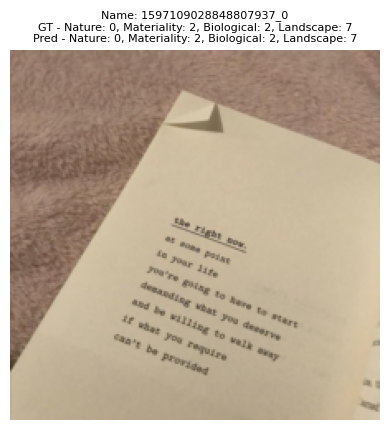 Name: 1597109028848807937_0
GT - Nature: 0, Materiality: 2, Biological: 2, Landscape: 7
Pred - Nature: 0, Materiality: 2, Biological: 2, Landscape: 7
the right now.
at some point
in your life
you're going to have to start
demanding what you deserve
and be willing to walk away
if what you require
can't be provided